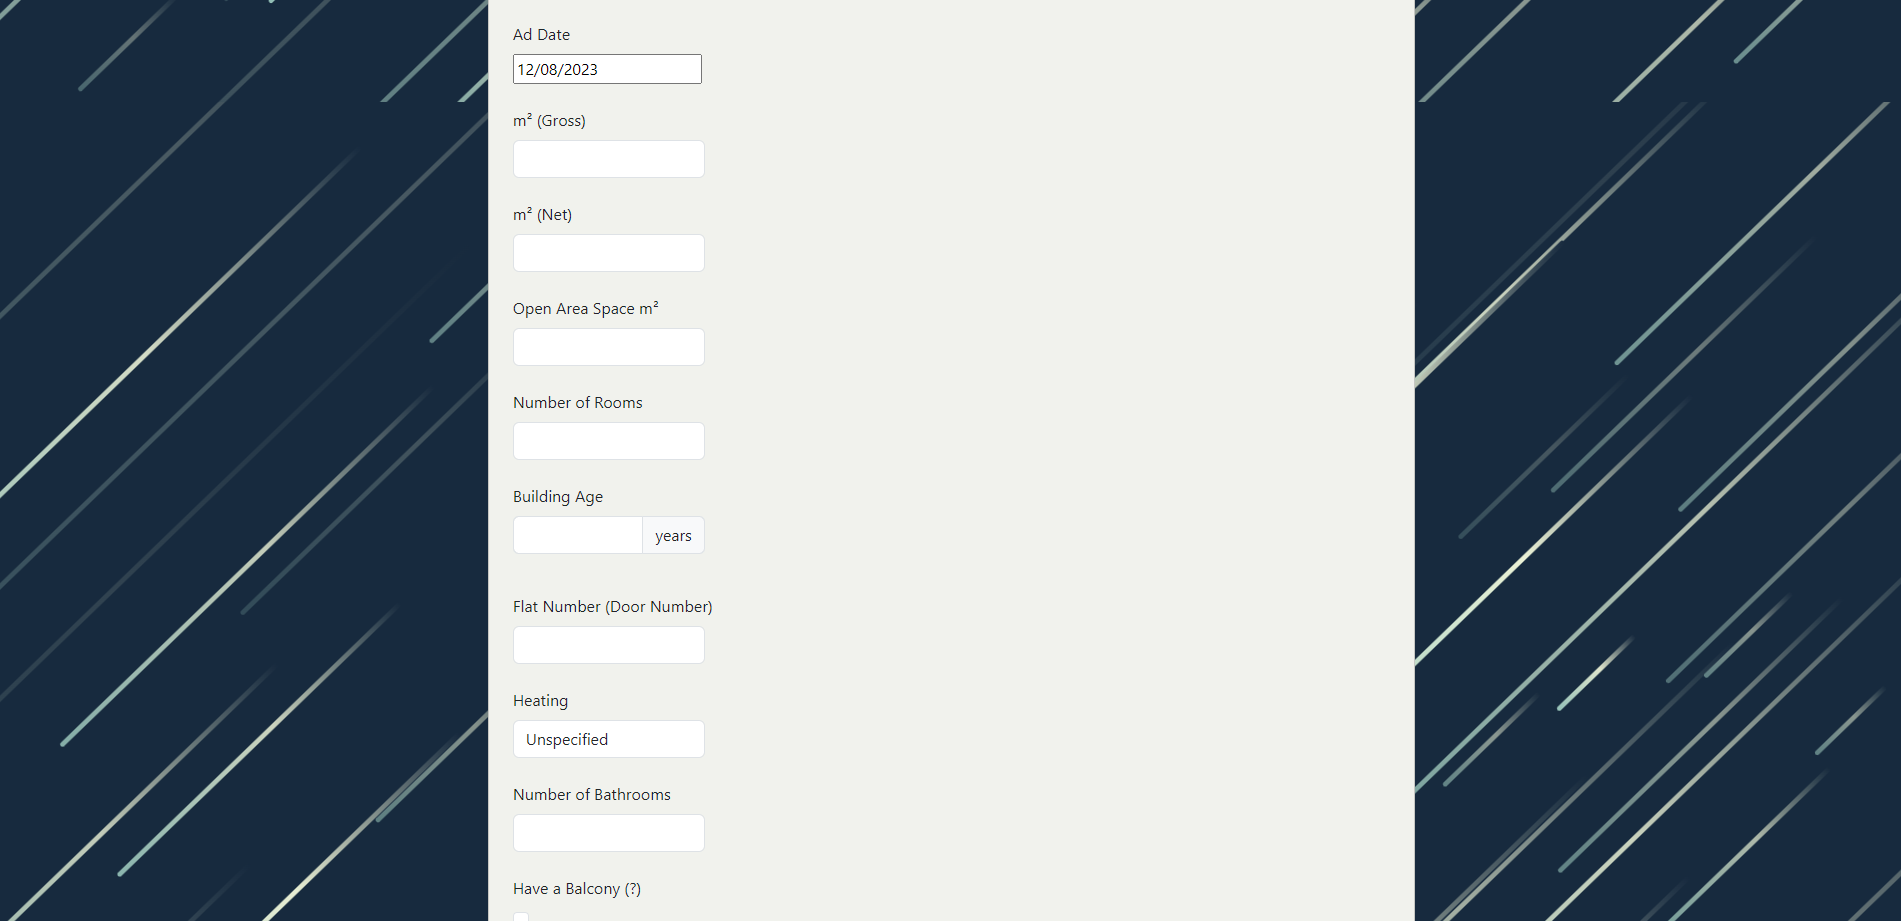 Ad Date
12/08/2023
m² (Gross)
m² (Net)
Open Area Space m²
Number of Rooms
Building Age
years
Flat Number (Door Number)
Heating
Unspecified
Number of Bathrooms
Have a Balcony (?)